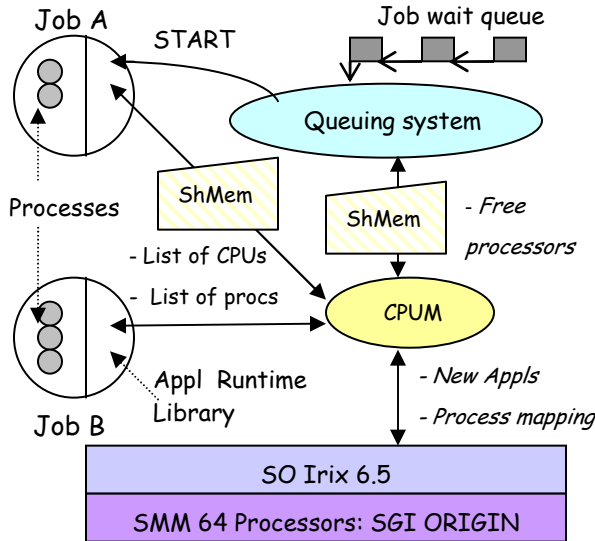 Job A
START
Job wait queue
Queuing system
ShMem
ShMem
Processes
- Free
processors
- List of CPUs
- List of procs
CPUM
Appl Runtime
Library
Job B
- New Appls
- Process mapping
SO Irix 6.5
SMM 64 Processors: SGI ORIGIN